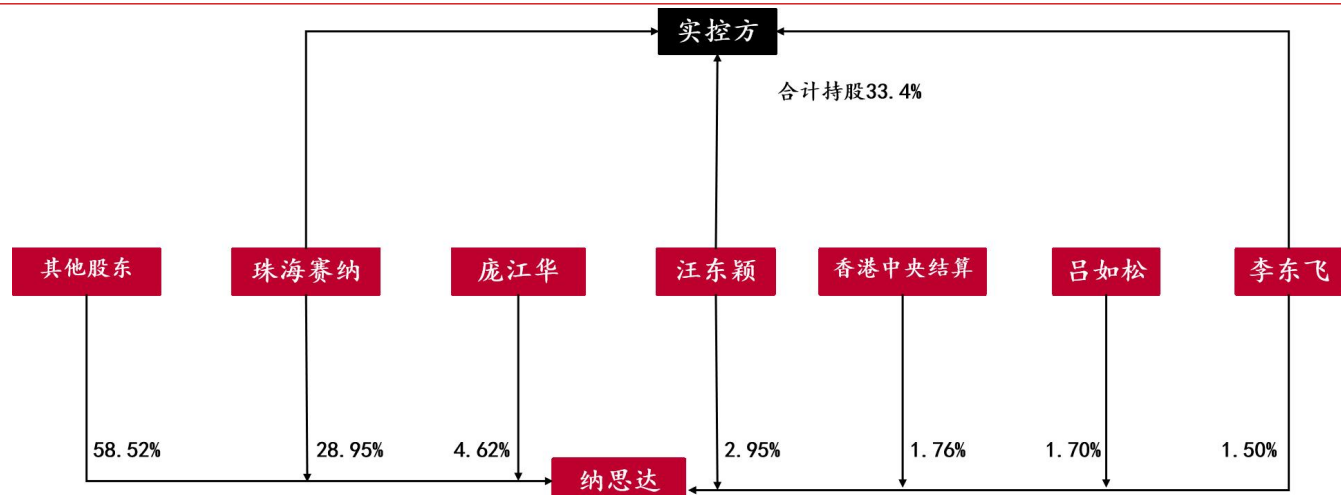 实控方
合计持股33.4%
其他股东
珠海赛纳
庞江华
汪东颖
香港中央结算
吕如松
李东飞
58.52%
28.95%
4.62%
2.95%
1.76%
1.70%
1.50%
纳思达